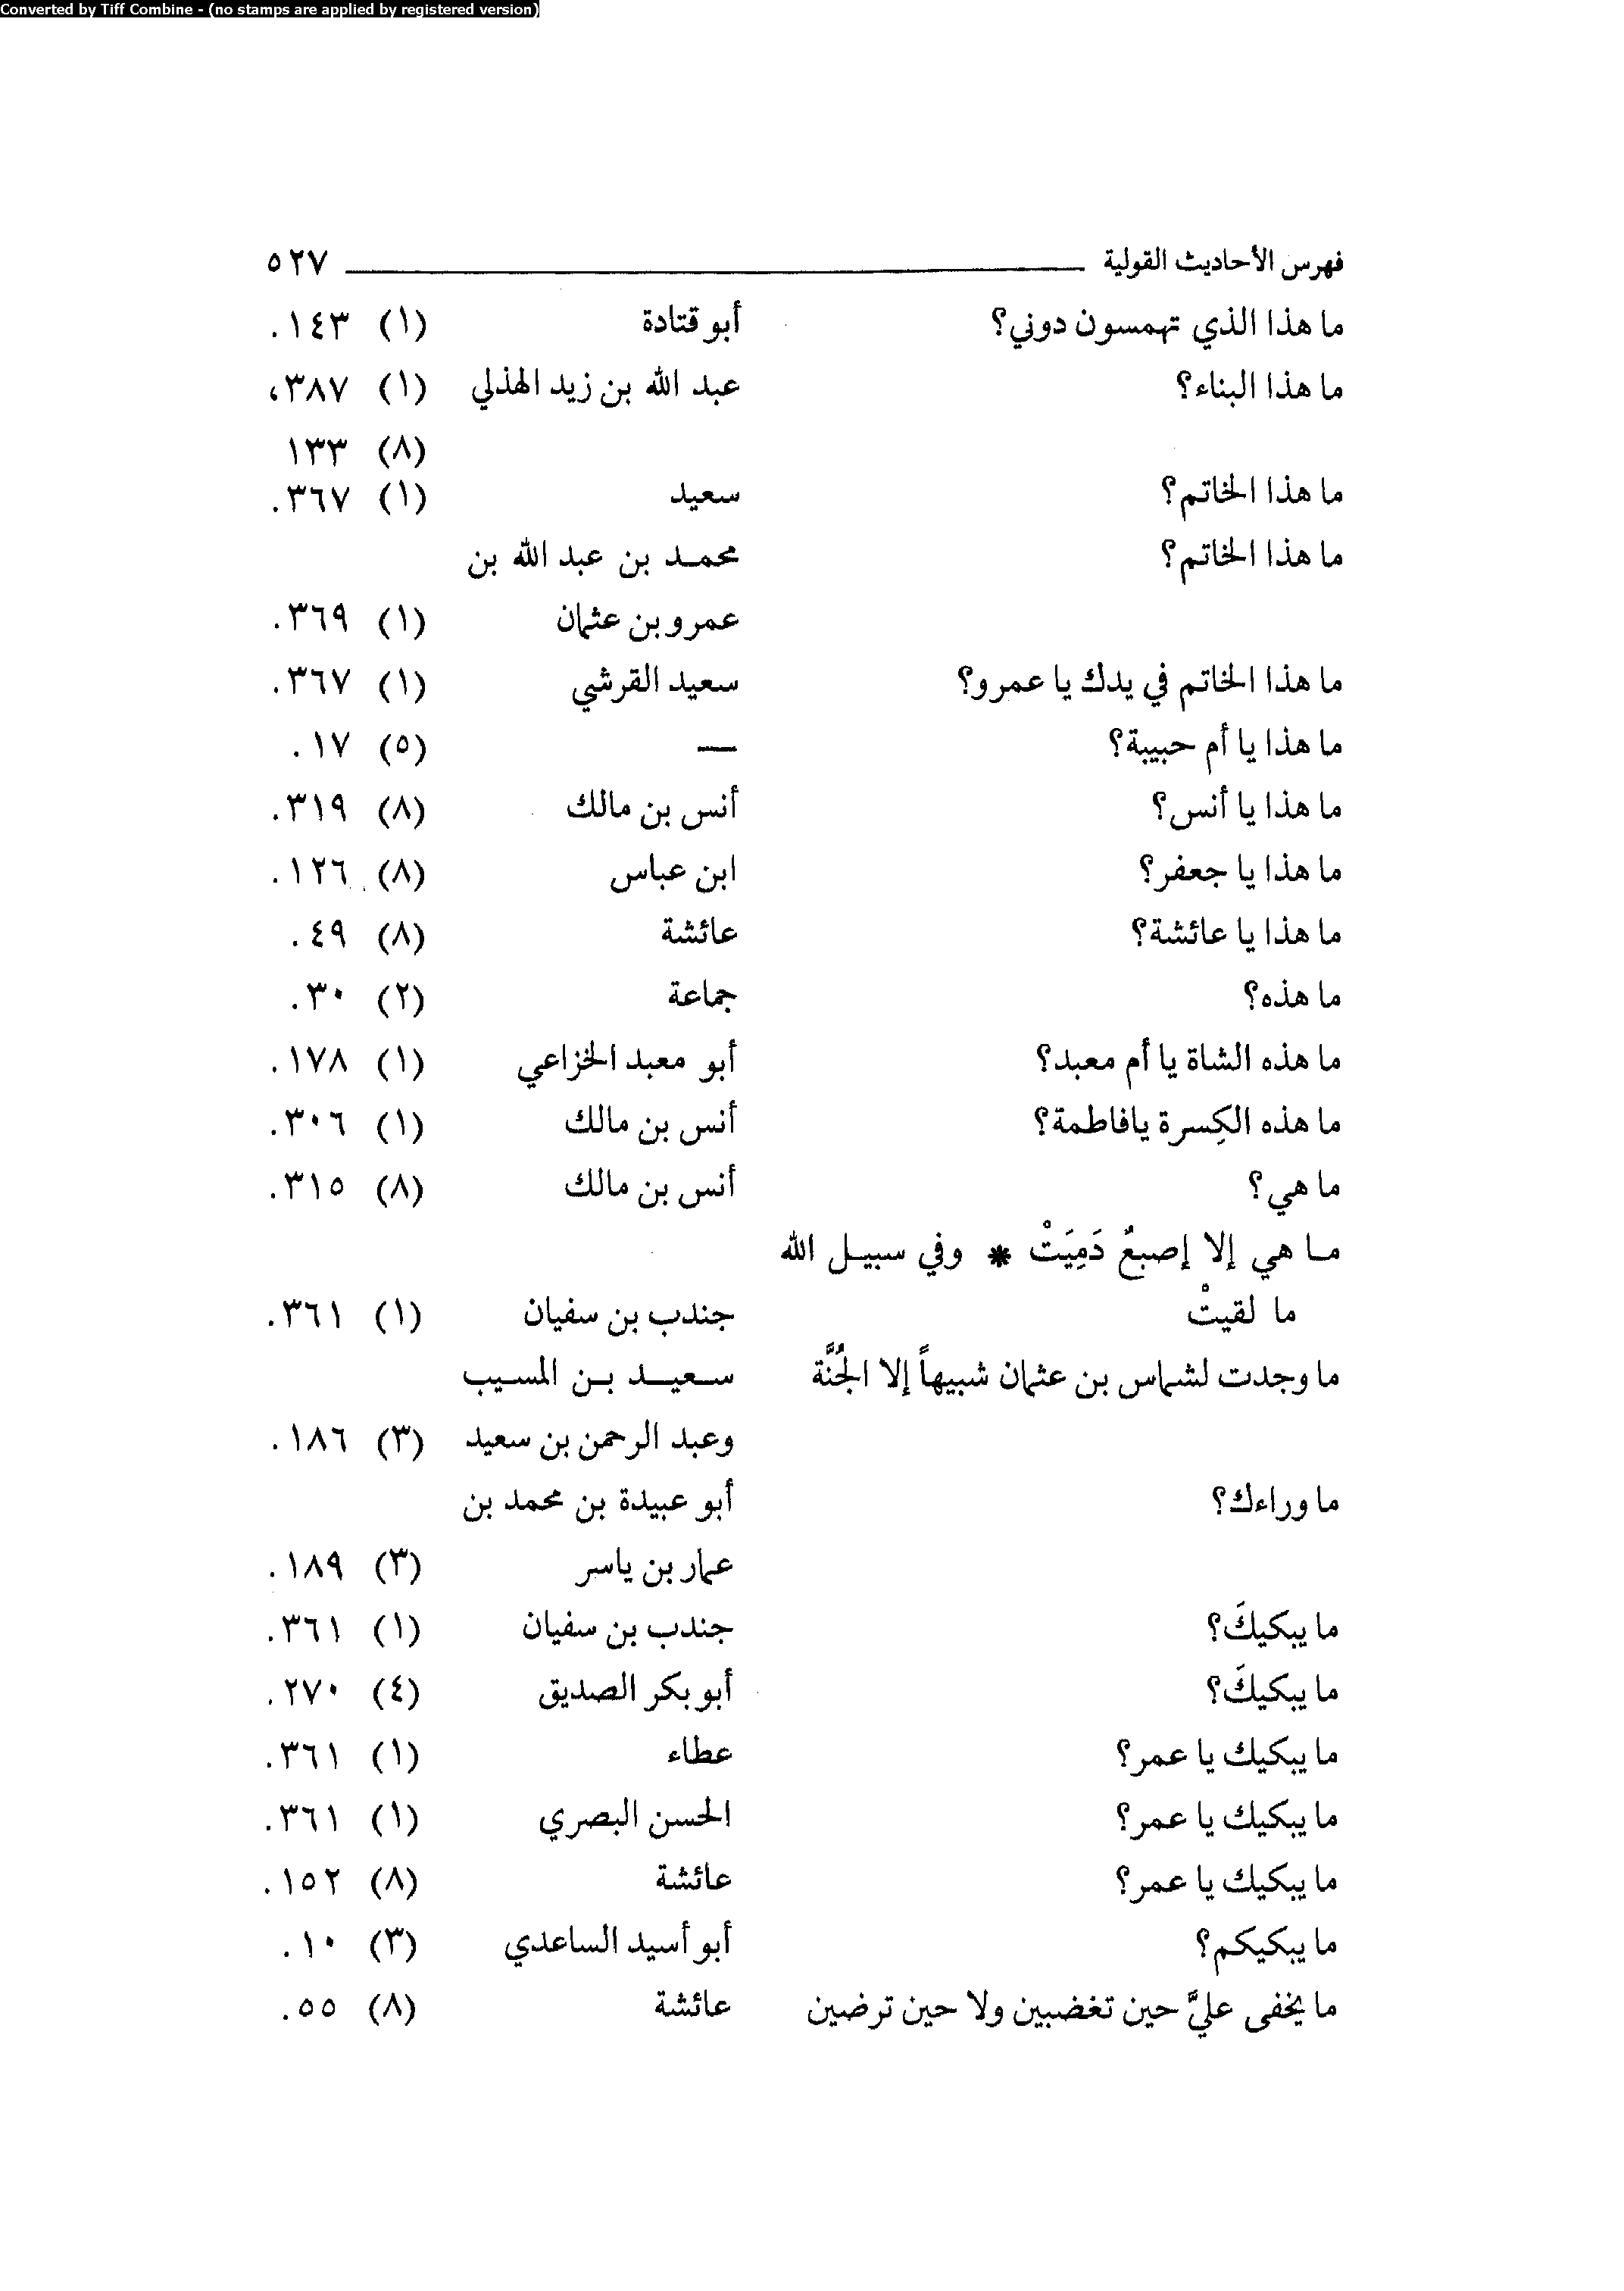 Converted by Tiff Combine - (no stamps are applied by registered version)
فهرس الأحاديث القولية ٥٢٧
ما هذا الذي تهمسون دوني؟ أبو قتادة (١) ١٤٣.
ما هذا البناء؟ عبد الله بن زيد الهذلي (١) ٣٨٧،
(٨) ١٣٣
ما هذا الخاتم؟ سعيد (١) ٣٦٧.
ما هذا الخاتم؟ محمد بن عبد الله بن
عمرو بن عثمان (١) ٣٦٩.
ما هذا الخاتم في يدك يا عمرو؟ سعيد القرشي (١) ٣٦٧.
ما هذا يا أم حبيبة؟ — (٥) ١٧.
ما هذا يا أنس؟ أنس بن مالك (٨) ٣١٩.
ما هذا يا جعفر؟ ابن عباس (٨) ١٢٦.
ما هذا يا عائشة؟ عائشة (٨) ٤٩.
ما هذه؟ جماعة (٢) ٣٠.
ما هذه الشاة يا أم معبد؟ أبو معبد الخزاعي (١) ١٧٨.
ما هذه الكِسرة يافاطمة؟ أنس بن مالك (١) ٣٠٦.
ما هي؟ أنس بن مالك (٨) ٣١٥.
ما هي إلا إصبعٌ دَمِيَتْ * وفي سبيل الله
ما لقيتْ جندب بن سفيان (١) ٣٦١.
ما وجدت لشماس بن عثمان شبيهاً إلا الجُنَّة سعيد بن المسيب
وعبد الرحمن بن سعيد (٣) ١٨٦.
ما وراءك؟ أبو عبيدة بن محمد بن
عمار بن ياسر (٣) ١٨٩.
ما يبكيكَ؟ جندب بن سفيان (١) ٣٦١.
ما يبكيكَ؟ أبو بكر الصديق (٤) ٢٧٠.
ما يبكيك يا عمر؟ عطاء (١) ٣٦١.
ما يبكيك يا عمر؟ الحسن البصري (١) ٣٦١.
ما يبكيك يا عمر؟ عائشة (٨) ١٥٢.
ما يبكيكم؟ أبو أسيد الساعدي (٣) ١٠.
ما يخفى عليَّ حين تغضبين ولا حين ترضين عائشة (٨) ٥٥.